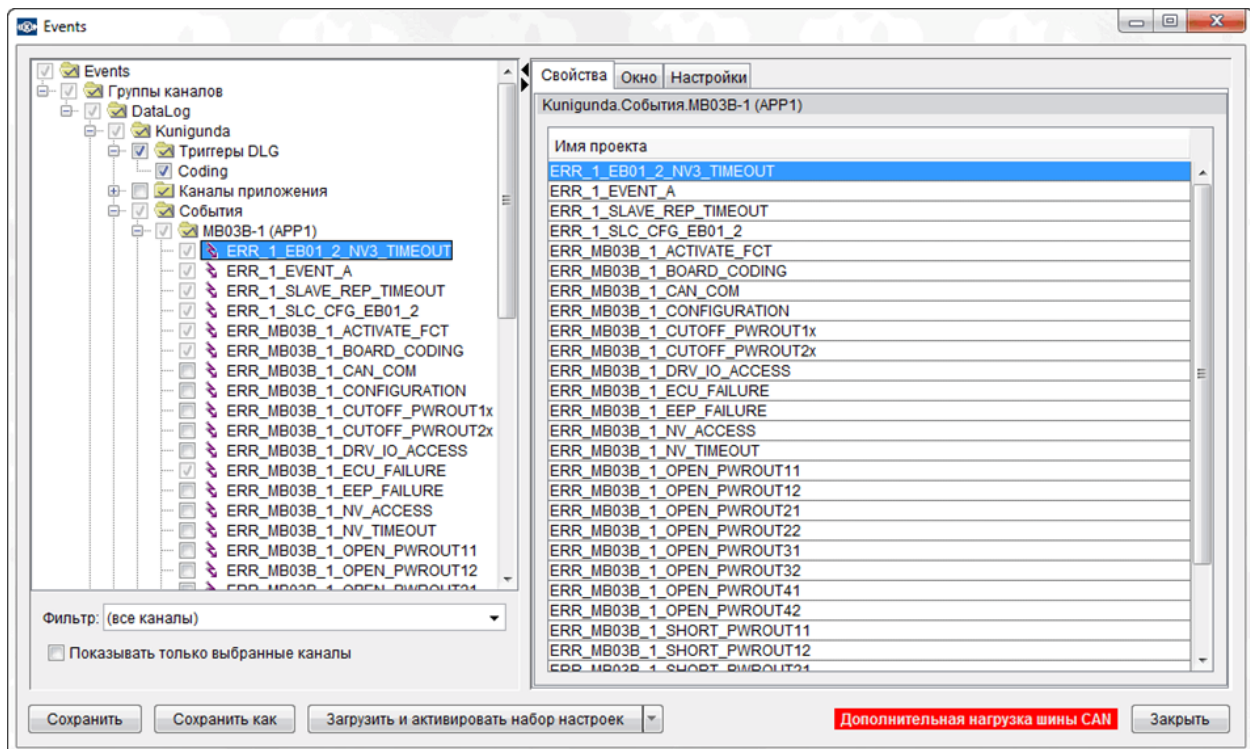 Events
Events
Группы каналов
DataLog
Kunigunda
Триггеры DLG
Coding
Каналы приложения
События
MB03B-1 (APP1)
ERR_1_EB01_2_NV3_TIMEOUT
ERR_1_EVENT_A
ERR_1_SLAVE_REP_TIMEOUT
ERR_1_SLC_CFG_EB01_2
ERR_MB03B_1_ACTIVATE_FCT
ERR_MB03B_1_BOARD_CODING
ERR_MB03B_1_CAN_COM
ERR_MB03B_1_CONFIGURATION
ERR_MB03B_1_CUTOFF_PWROUT1x
ERR_MB03B_1_CUTOFF_PWROUT2x
ERR_MB03B_1_DRV_IO_ACCESS
ERR_MB03B_1_ECU_FAILURE
ERR_MB03B_1_EEP_FAILURE
ERR_MB03B_1_NV_ACCESS
ERR_MB03B_1_NV_TIMEOUT
ERR_MB03B_1_OPEN_PWROUT11
ERR_MB03B_1_OPEN_PWROUT12
ERR_MB03B_1_OPEN_PWROUT21
Фильтр: (все каналы)
Показывать только выбранные каналы
Свойства Окно Настройки
Kunigunda.События.MB03B-1 (APP1)
Имя проекта
ERR_1_EB01_2_NV3_TIMEOUT
ERR_1_EVENT_A
ERR_1_SLAVE_REP_TIMEOUT
ERR_1_SLC_CFG_EB01_2
ERR_MB03B_1_ACTIVATE_FCT
ERR_MB03B_1_BOARD_CODING
ERR_MB03B_1_CAN_COM
ERR_MB03B_1_CONFIGURATION
ERR_MB03B_1_CUTOFF_PWROUT1x
ERR_MB03B_1_CUTOFF_PWROUT2x
ERR_MB03B_1_DRV_IO_ACCESS
ERR_MB03B_1_ECU_FAILURE
ERR_MB03B_1_EEP_FAILURE
ERR_MB03B_1_NV_ACCESS
ERR_MB03B_1_NV_TIMEOUT
ERR_MB03B_1_OPEN_PWROUT11
ERR_MB03B_1_OPEN_PWROUT12
ERR_MB03B_1_OPEN_PWROUT21
ERR_MB03B_1_OPEN_PWROUT22
ERR_MB03B_1_OPEN_PWROUT31
ERR_MB03B_1_OPEN_PWROUT32
ERR_MB03B_1_OPEN_PWROUT41
ERR_MB03B_1_OPEN_PWROUT42
ERR_MB03B_1_SHORT_PWROUT11
ERR_MB03B_1_SHORT_PWROUT12
ERR_MB03B_1_SHORT_PWROUT21
Сохранить Сохранить как Загрузить и активировать набор настроек Дополнительная нагрузка шины CAN Закрыть